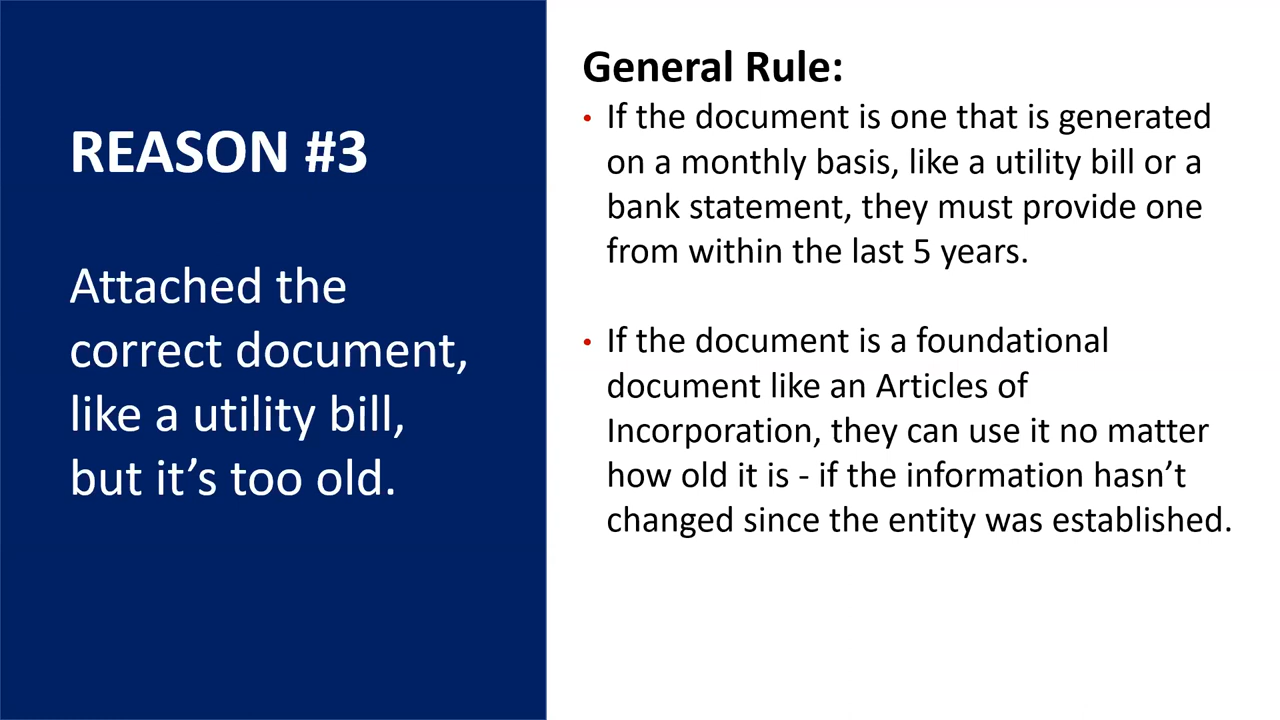 REASON #3
Attached the
correct document,
like a utility bill,
but it’s too old.
General Rule:
• If the document is one that is generated
on a monthly basis, like a utility bill or a
bank statement, they must provide one
from within the last 5 years.
• If the document is a foundational
document like an Articles of
Incorporation, they can use it no matter
how old it is - if the information hasn’t
changed since the entity was established.